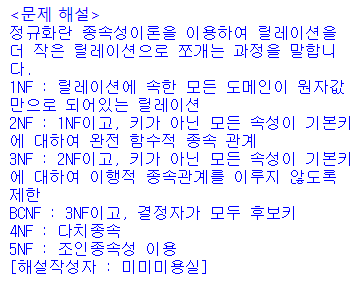 <문제 해설>
정규화란 종속성이론을 이용하여 릴레이션을
더 작은 릴레이션으로 쪼개는 과정을 말합니
다.
1NF : 릴레이션에 속한 모든 도메인이 원자값
만으로 되어있는 릴레이션
2NF : 1NF이고, 키가 아닌 모든 속성이 기본키
에 대하여 완전 함수적 종속 관계
3NF : 2NF이고, 키가 아닌 모든 속성이 기본키
에 대하여 이행적 종속관계를 이루지 않도록
제한
BCNF : 3NF이고, 결정자가 모두 후보키
4NF : 다치종속
5NF : 조인종속성 이용
[해설작성자 : 미미미용실]